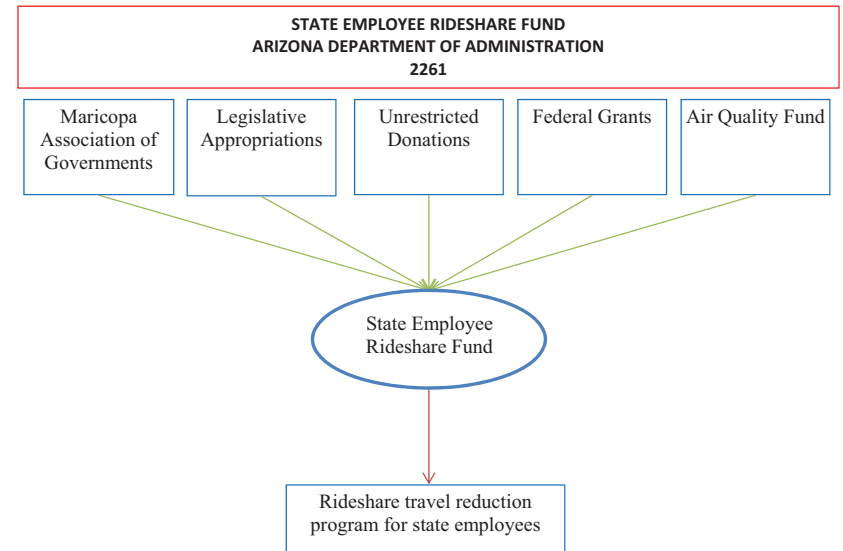 STATE EMPLOYEE RIDESHARE FUND
ARIZONA DEPARTMENT OF ADMINISTRATION
2261
Maricopa
Association of
Governments
Legislative
Appropriations
Unrestricted
Donations
Federal Grants
Air Quality Fund
State Employee
Rideshare Fund
Rideshare travel reduction
program for state employees